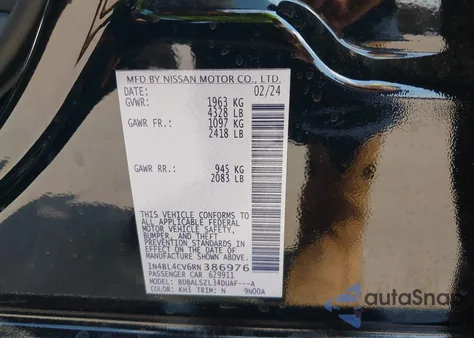 MFD BY NISSAN MOTOR CO., LTD.
DATE: 02/24
GVWR: 1963 KG
4328 LB
GAWR FR.: 1097 KG
2418 LB
GAWR RR.: 945 KG
2083 LB
THIS VEHICLE CONFORMS TO
ALL APPLICABLE FEDERAL
MOTOR VEHICLE SAFETY,
BUMPER, AND THEFT
PREVENTION STANDARDS IN
EFFECT ON THE DATE OF
MANUFACTURE SHOWN ABOVE.
1N4BL4CV6RN386976
PASSENGER CAR 629911
MODEL: BDBALSZL34DUAF---A
COLOR: KH3 TRIM: N 9N00A
autoSnap